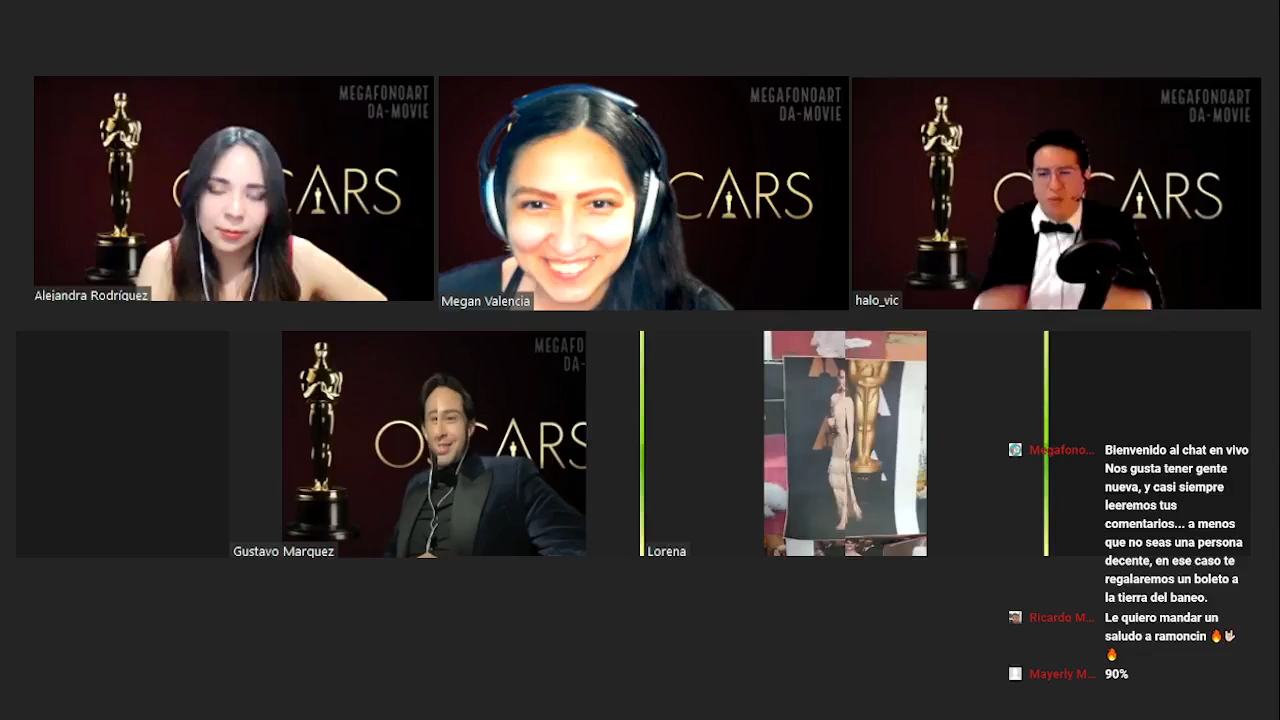 MEGAFONOART
DA-MOVIE
CARS
Alejandra Rodríguez
MEGAFONOART
DA-MOVIE
CARS
Megan Valencia
MEGAFONOART
DA-MOVIE
O CARS
halo_vic
MEGAFO
DA-
OSCARS
Gustavo Marquez
Lorena
Megafono...
Bienvenido al chat en vivo
Nos gusta tener gente
nueva, y casi siempre
leeremos tus
comentarios... a menos
que no seas una persona
decente, en ese caso te
regalaremos un boleto a
la tierra del baneo.
Ricardo M...
Le quiero mandar un
saludo a ramoncin 🔥🤘
🔥
Mayerly M...
90%